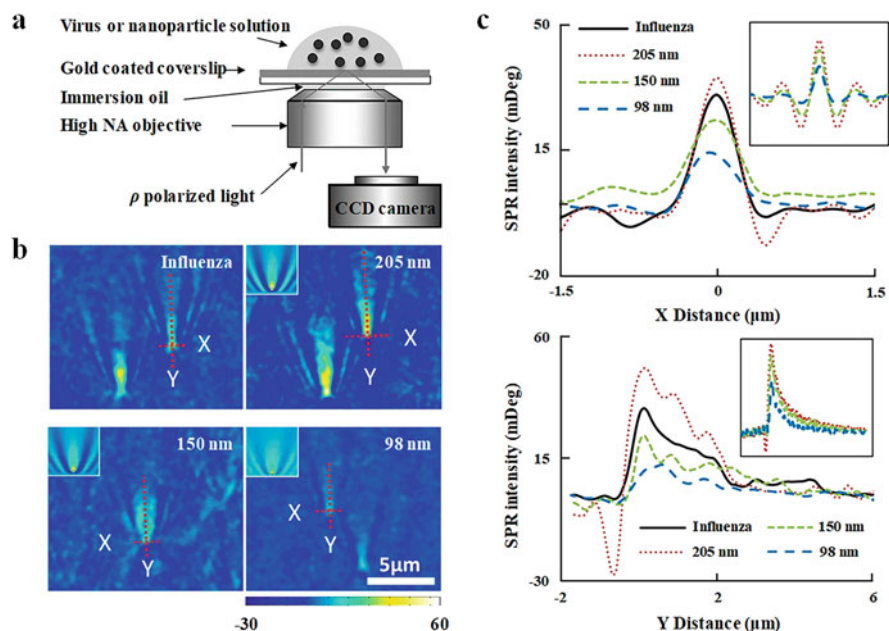 a
Virus or nanoparticle solution
Gold coated coverslip
Immersion oil
High NA objective
ρ polarized light
CCD camera
b
Influenza
X
Y
205 nm
X
Y
150 nm
X
Y
98 nm
X
Y
5μm
-30
60
c
50
15
-20
SPR intensity (mDeg)
Influenza
205 nm
150 nm
98 nm
-1.5
0
1.5
X Distance (μm)
60
15
-30
SPR intensity (mDeg)
Influenza
150 nm
205 nm
98 nm
-2
2
6
Y Distance (μm)